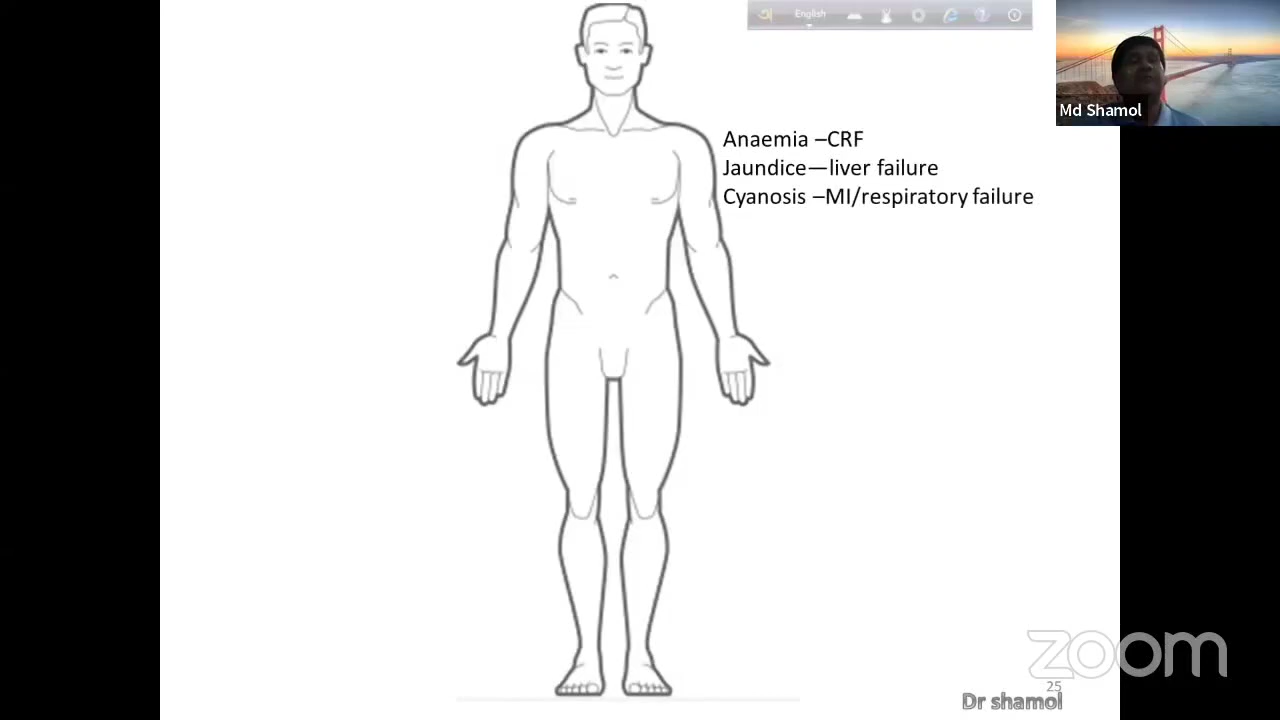 অ English
Md Shamol
Anaemia –CRF
Jaundice—liver failure
Cyanosis –MI/respiratory failure
zoom
25
Dr shamol